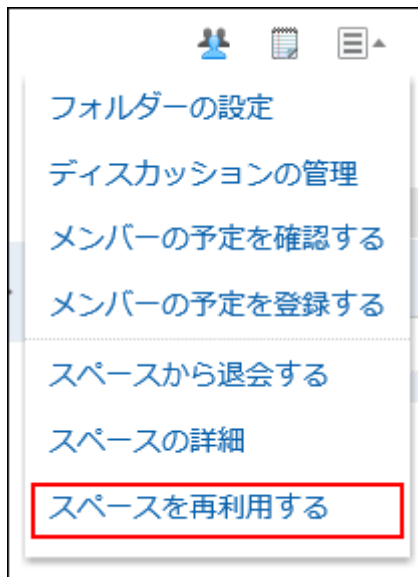 フォルダーの設定
ディスカッションの管理
メンバーの予定を確認する
メンバーの予定を登録する
スペースから退会する
スペースの詳細
スペースを再利用する